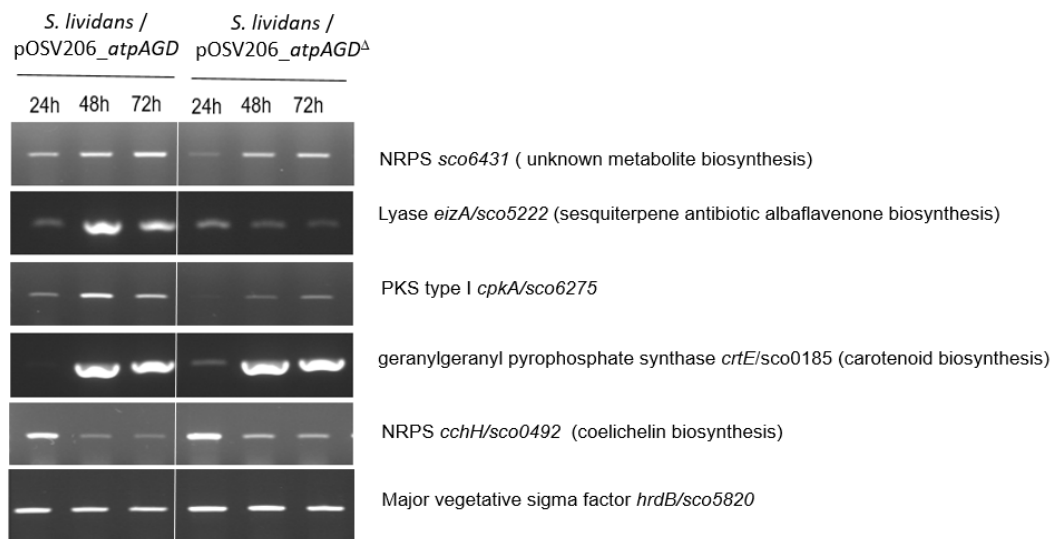 S. lividans /
pOSV206_atpAGD
S. lividans /
pOSV206_atpAGDᐃ
24h 48h 72h 24h 48h 72h
NRPS sco6431 ( unknown metabolite biosynthesis)
Lyase eizA/sco5222 (sesquiterpene antibiotic albaflavenone biosynthesis)
PKS type I cpkA/sco6275
geranylgeranyl pyrophosphate synthase crtE/sco0185 (carotenoid biosynthesis)
NRPS cchH/sco0492 (coelichelin biosynthesis)
Major vegetative sigma factor hrdB/sco5820